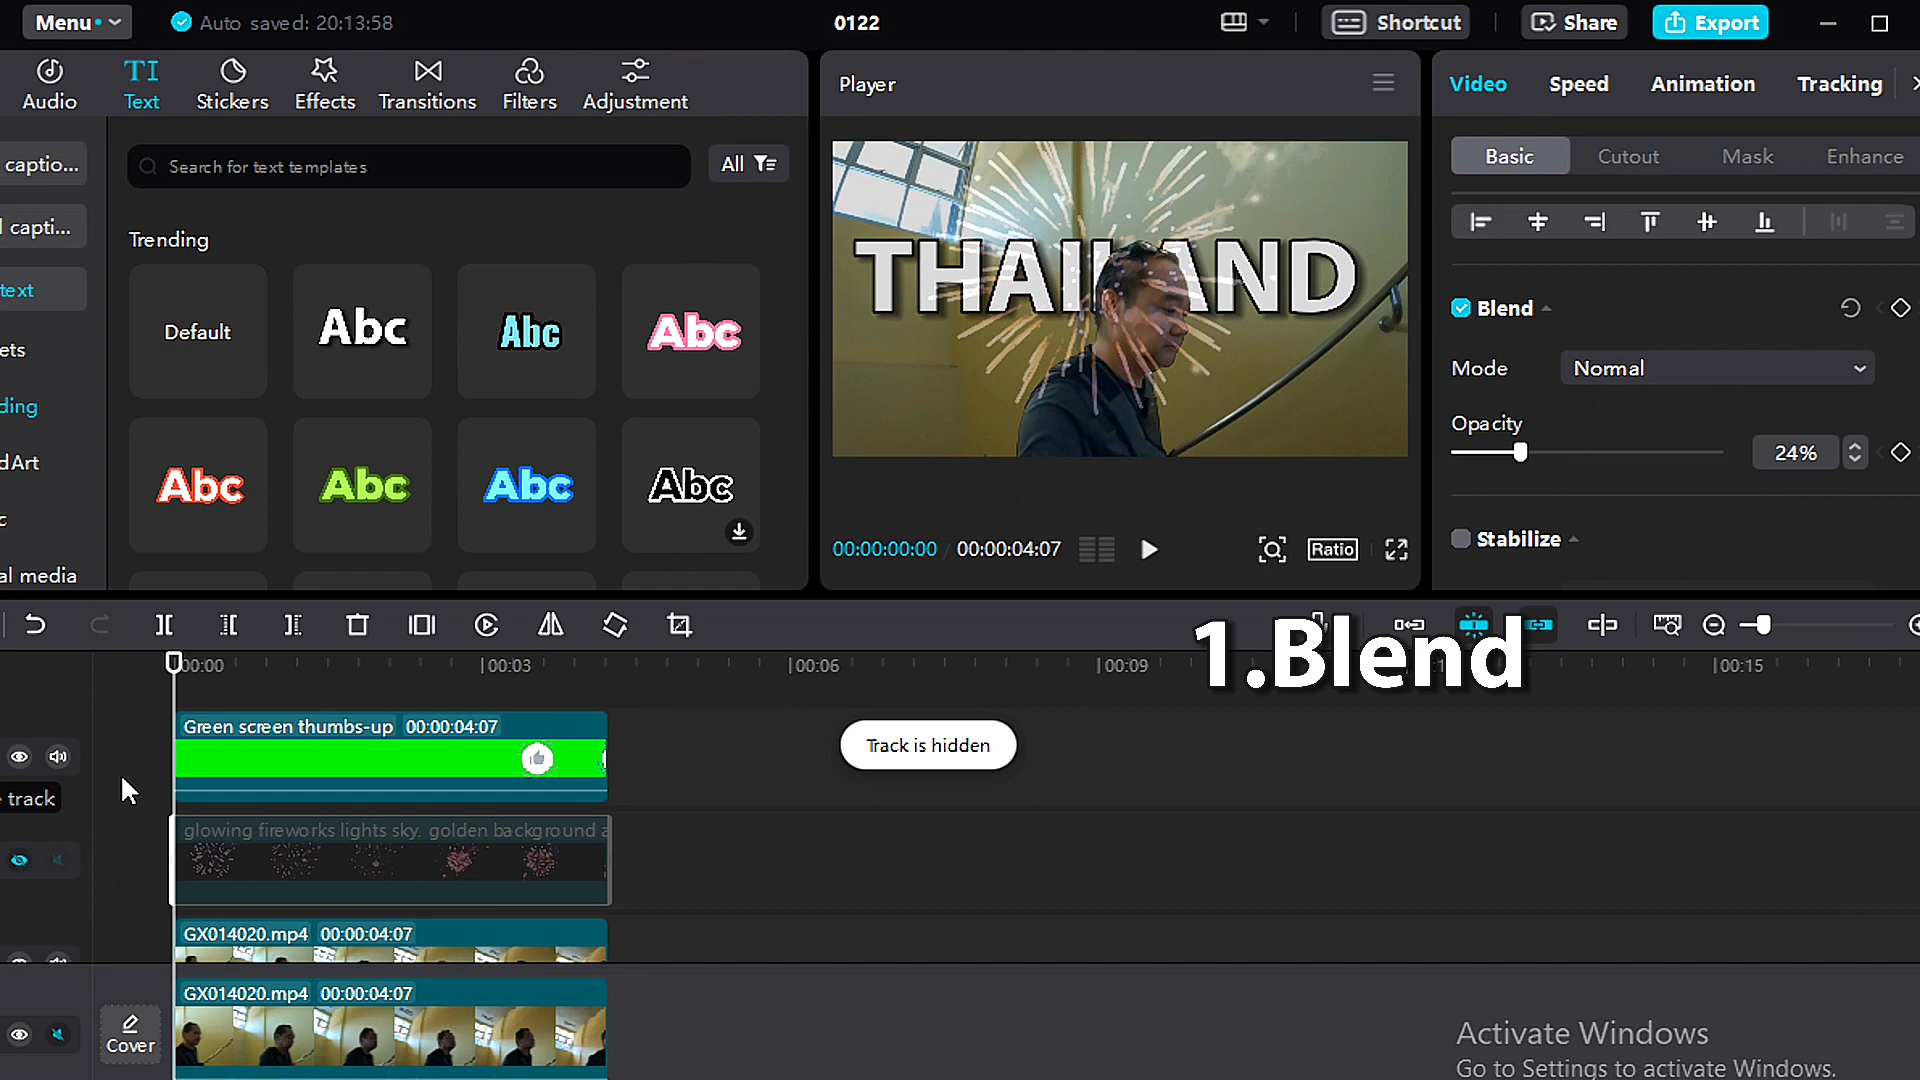 Menu
Auto saved: 20:13:58
0122
Shortcut
Share
Export
Audio
TI
Text
Stickers
Effects
Transitions
Filters
Adjustment
Player
Video
Speed
Animation
Tracking
captio...
Search for text templates
All
Basic
Cutout
Mask
Enhance
capti...
Trending
text
Default
Abc
Abc
Abc
THAILAND
Blend
ets
Mode
Normal
ding
Opacity
24%
dArt
Abc
Abc
Abc
Abc
c
Stabilize
al media
00:00:00:00 / 00:00:04:07
Ratio
1.Blend
00:00
00:03
00:06
00:09
00:15
Green screen thumbs-up 00:00:04:07
Track is hidden
track
glowing fireworks lights sky. golden background a
GX014020.mp4 00:00:04:07
GX014020.mp4 00:00:04:07
Cover
Activate Windows
Go to Settings to activate Windows.